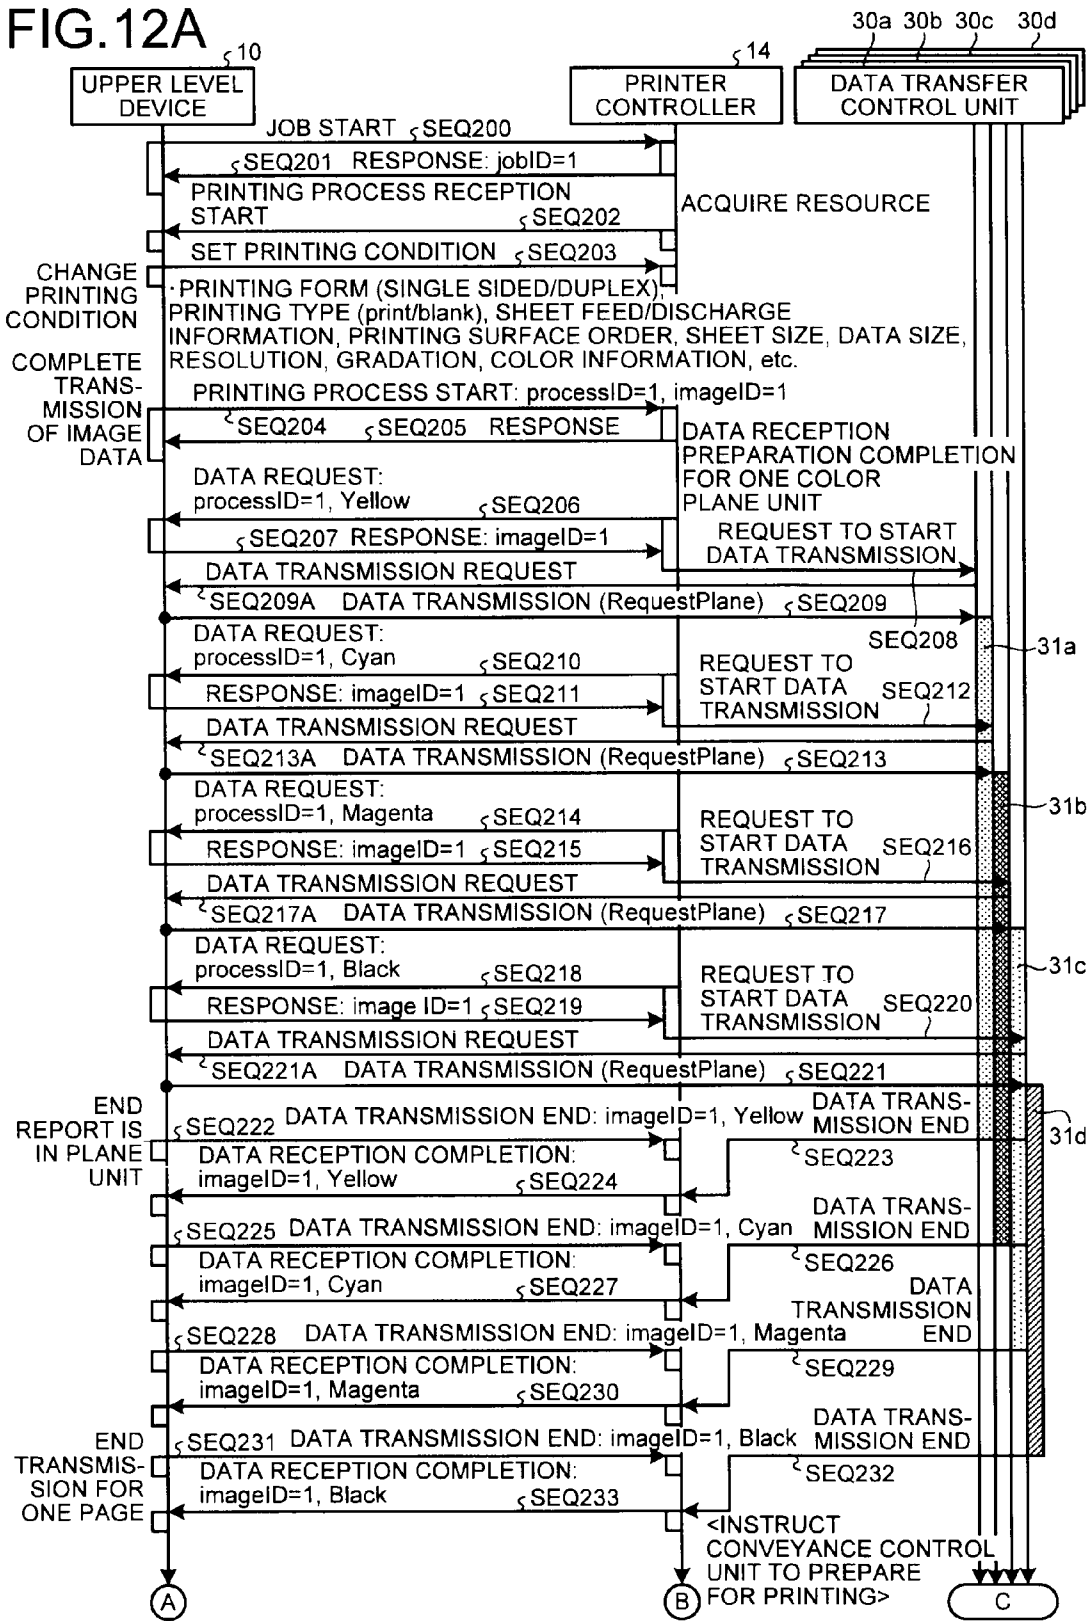 FIG.12A
10
14
30a 30b 30c 30d
UPPER LEVEL
DEVICE
PRINTER
CONTROLLER
DATA TRANSFER
CONTROL UNIT
JOB START SEQ200
SEQ201 RESPONSE: jobID=1
PRINTING PROCESS RECEPTION
START
SEQ202
ACQUIRE RESOURCE
SET PRINTING CONDITION SEQ203
CHANGE
PRINTING
CONDITION
·PRINTING FORM (SINGLE SIDED/DUPLEX),
PRINTING TYPE (print/blank), SHEET FEED/DISCHARGE
INFORMATION, PRINTING SURFACE ORDER, SHEET SIZE, DATA SIZE,
RESOLUTION, GRADATION, COLOR INFORMATION, etc.
COMPLETE
TRANS-
MISSION
OF IMAGE
DATA
PRINTING PROCESS START: processID=1, imageID=1
SEQ204 SEQ205 RESPONSE
DATA RECEPTION
PREPARATION COMPLETION
FOR ONE COLOR
PLANE UNIT
DATA REQUEST:
processID=1, Yellow
SEQ206
SEQ207 RESPONSE: imageID=1
REQUEST TO START
DATA TRANSMISSION
DATA TRANSMISSION REQUEST
SEQ209A DATA TRANSMISSION (RequestPlane) SEQ209
SEQ208
31a
DATA REQUEST:
processID=1, Cyan
SEQ210
RESPONSE: imageID=1 SEQ211
REQUEST TO
START DATA
TRANSMISSION
SEQ212
DATA TRANSMISSION REQUEST
SEQ213A DATA TRANSMISSION (RequestPlane) SEQ213
DATA REQUEST:
processID=1, Magenta
SEQ214
31b
RESPONSE: imageID=1 SEQ215
REQUEST TO
START DATA
TRANSMISSION
SEQ216
DATA TRANSMISSION REQUEST
SEQ217A DATA TRANSMISSION (RequestPlane) SEQ217
DATA REQUEST:
processID=1, Black
SEQ218
31c
RESPONSE: image ID=1 SEQ219
REQUEST TO
START DATA
TRANSMISSION
SEQ220
DATA TRANSMISSION REQUEST
SEQ221A DATA TRANSMISSION (RequestPlane) SEQ221
END
REPORT IS
IN PLANE
UNIT
SEQ222 DATA TRANSMISSION END: imageID=1, Yellow
DATA TRANS-
MISSION END
31d
SEQ223
DATA RECEPTION COMPLETION:
imageID=1, Yellow
SEQ224
SEQ225 DATA TRANSMISSION END: imageID=1, Cyan
DATA TRANS-
MISSION END
SEQ226
DATA RECEPTION COMPLETION:
imageID=1, Cyan
SEQ227
DATA
TRANSMISSION
END
SEQ228 DATA TRANSMISSION END: imageID=1, Magenta
SEQ229
DATA RECEPTION COMPLETION:
imageID=1, Magenta
SEQ230
DATA TRANS-
MISSION END
END
TRANSMIS-
SION FOR
ONE PAGE
SEQ231 DATA TRANSMISSION END: imageID=1, Black
SEQ232
DATA RECEPTION COMPLETION:
imageID=1, Black
SEQ233
<INSTRUCT
CONVEYANCE CONTROL
UNIT TO PREPARE
FOR PRINTING>
A
B
C